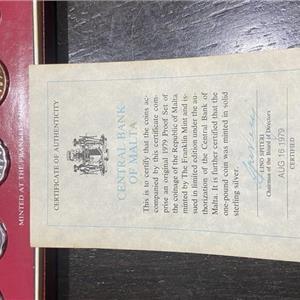 MINTED AT THE FRANKLIN
CERTIFICATE OF AUTHENTICITY
CENTRAL BANK
OF MALTA
This is to certify that the coins ac-
companied by this certificate com-
prise an original 1979 Proof Set of
the coinage of the Republic of Malta
minted by The Franklin Mint and is-
sued in limited edition under the au-
thorization of the Central Bank of
Malta. It is further certified that the
one-pound coin was minted in solid
sterling silver.
LINO SPITERI
Chairman of the Board of Directors
CERTIFIED
AUG 16 1979